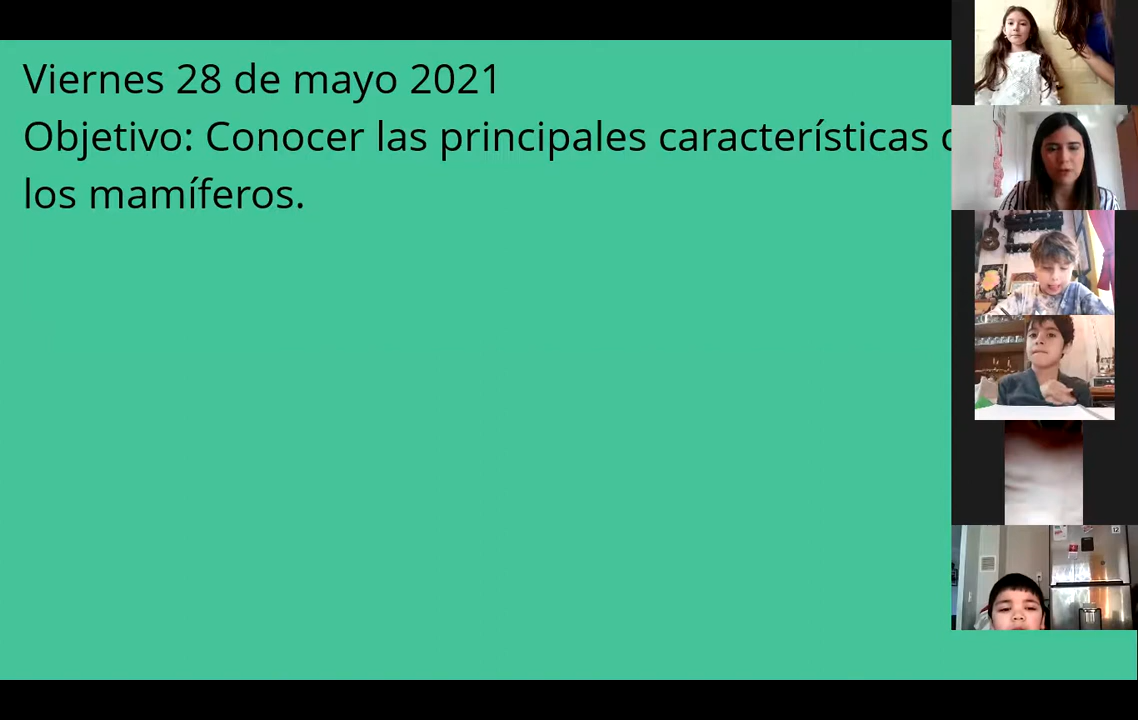 Viernes 28 de mayo 2021
Objetivo: Conocer las principales características
los mamíferos.